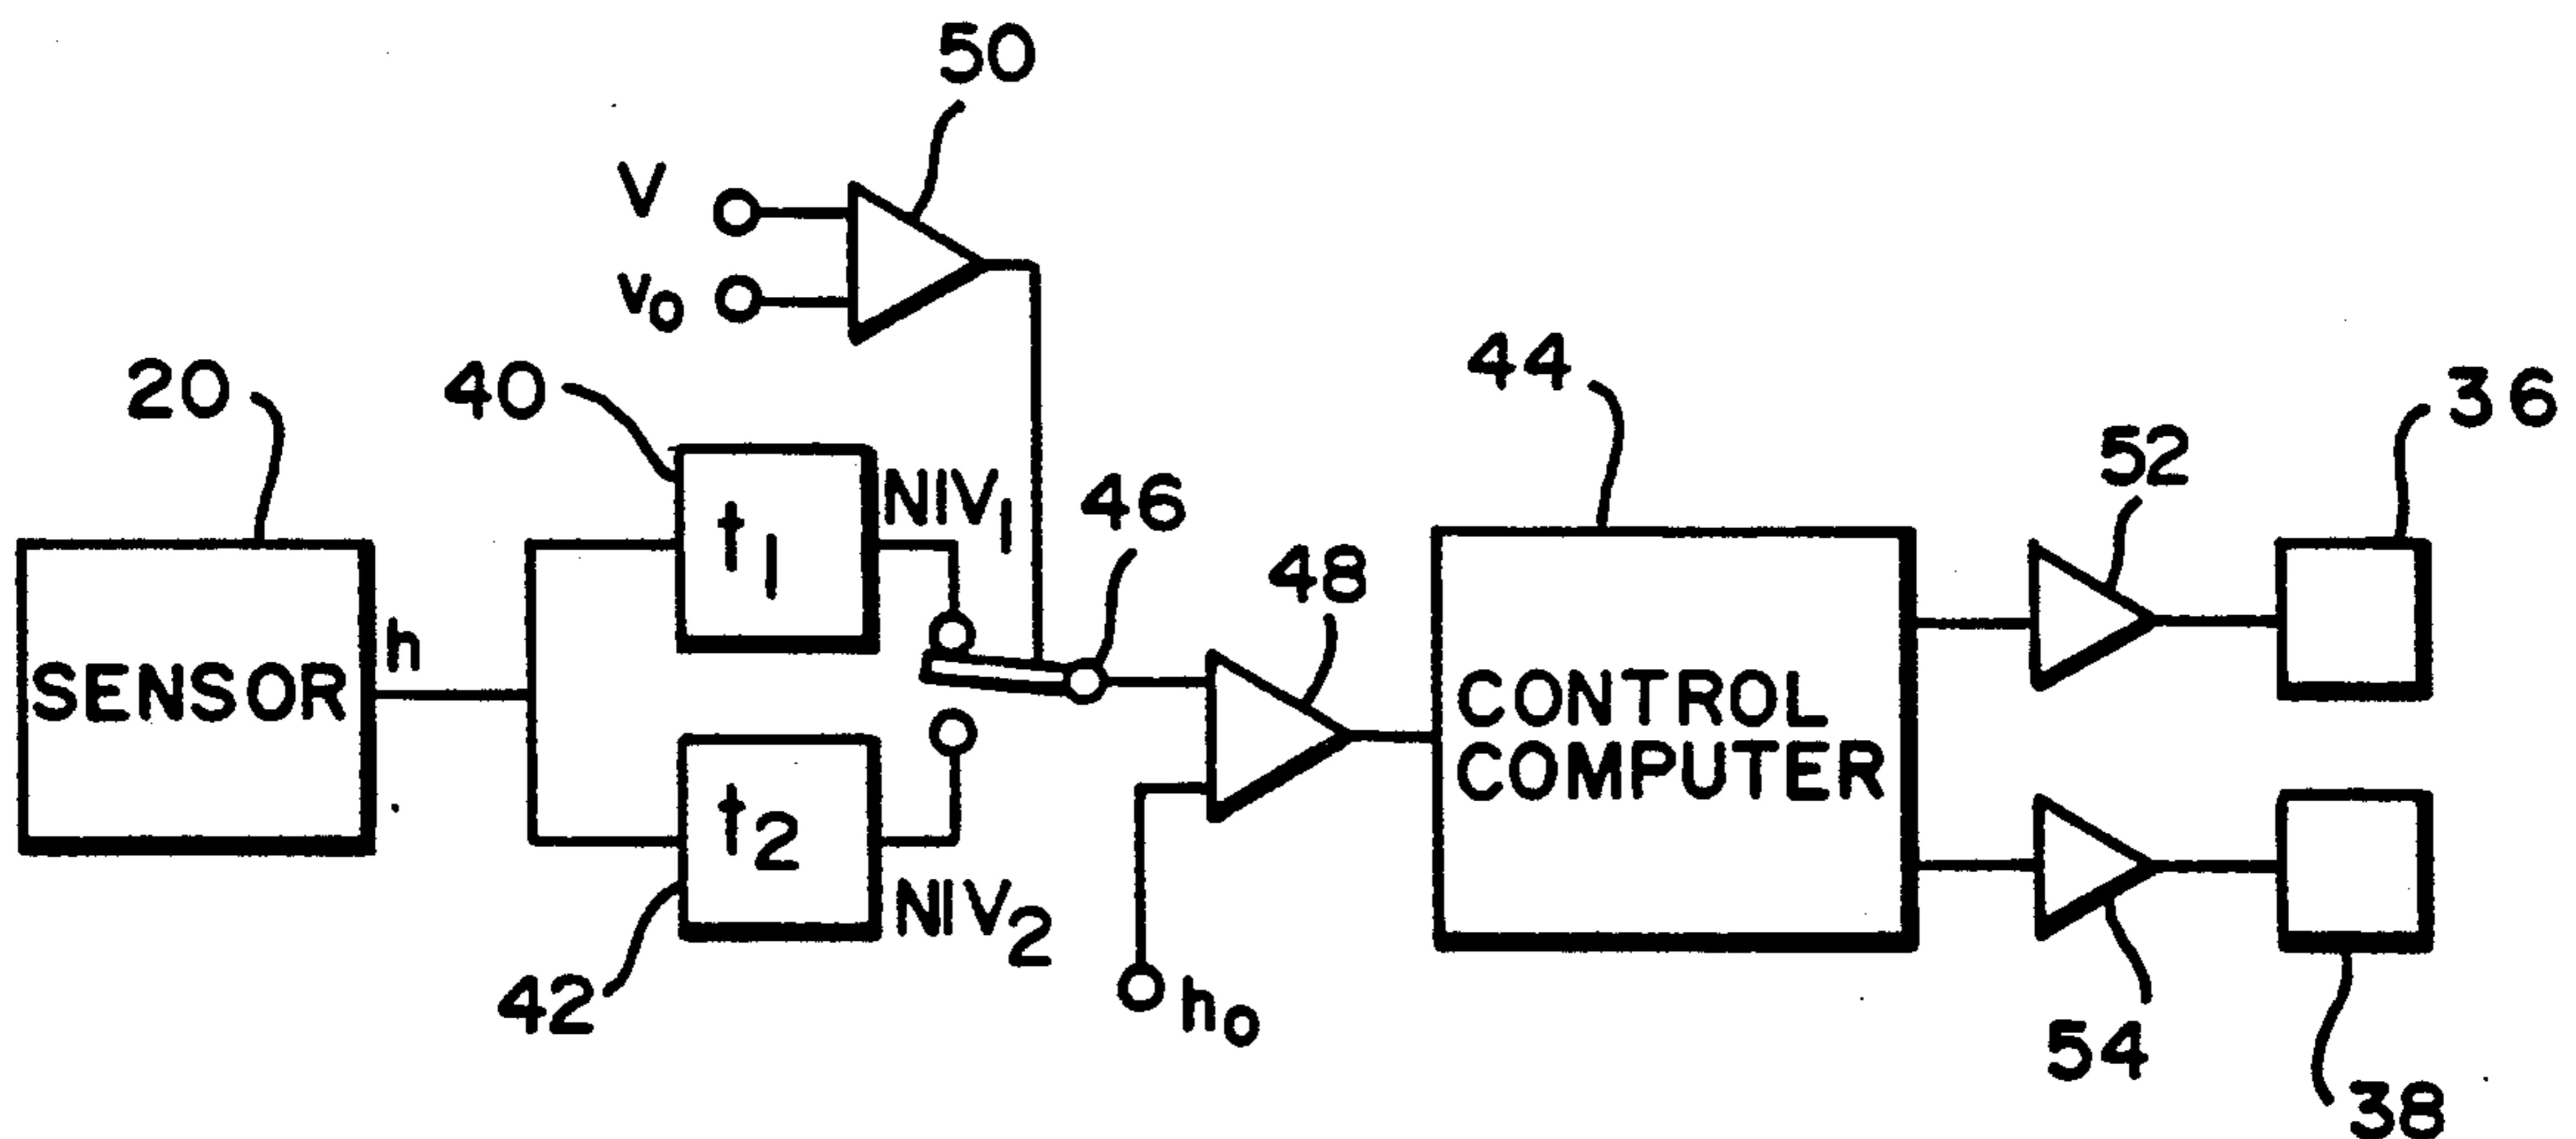 50
V
v₀
20
40
44
36
52
t₁
NIV₁
46
48
h
SENSOR
CONTROL
COMPUTER
t₂
NIV₂
42
h₀
54
38